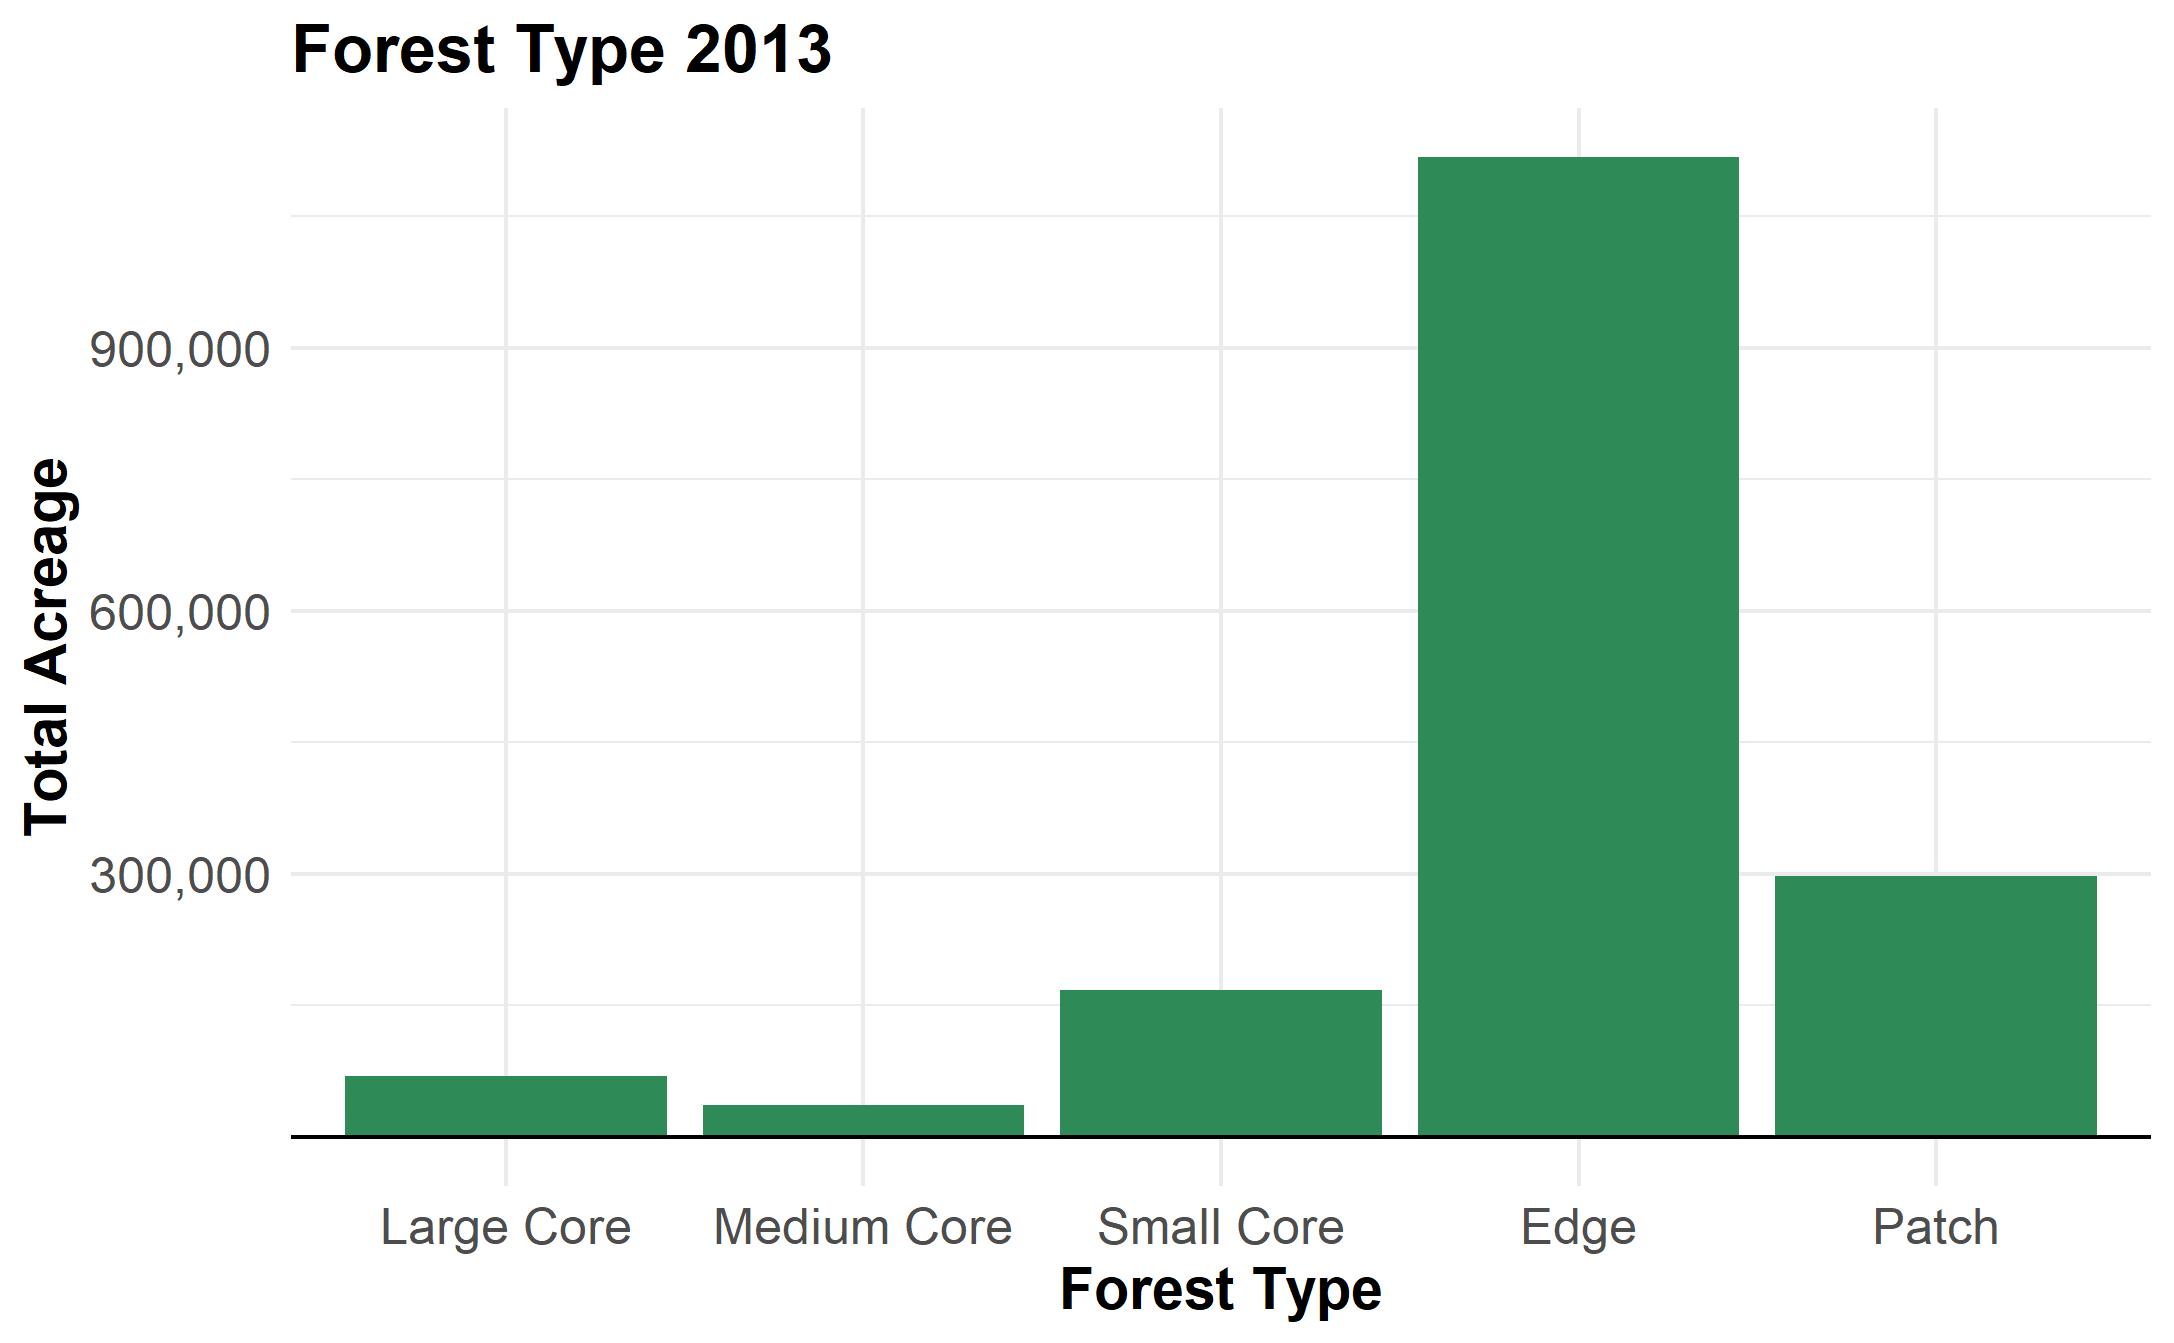 Forest Type 2013
Total Acreage
900,000
600,000
300,000
Large Core
Medium Core
Small Core
Edge
Patch
Forest Type